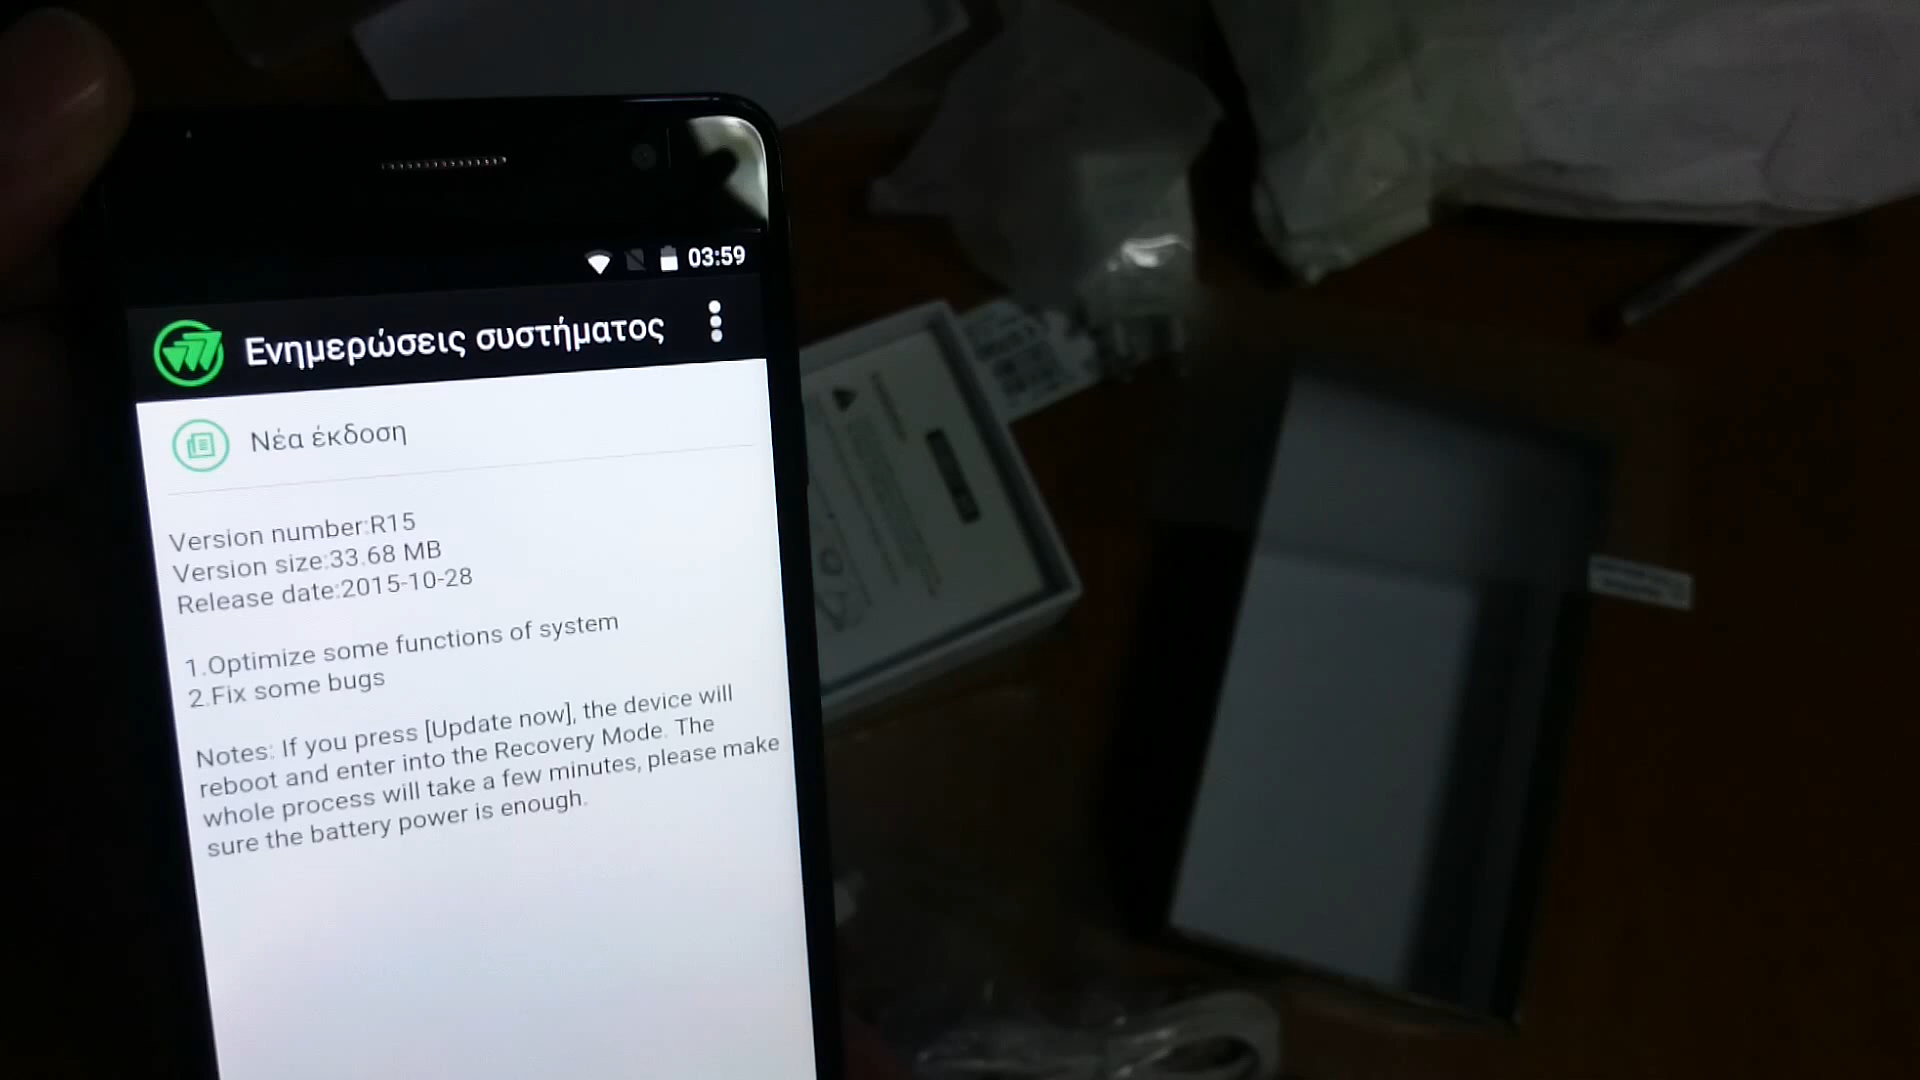 03:59
Ενημερώσεις συστήματος
Νέα έκδοση
Version number:R15
Version size:33.68 MB
Release date:2015-10-28
1.Optimize some functions of system
2.Fix some bugs
Notes: If you press [Update now], the device will
reboot and enter into the Recovery Mode. The
whole process will take a few minutes, please make
sure the battery power is enough.